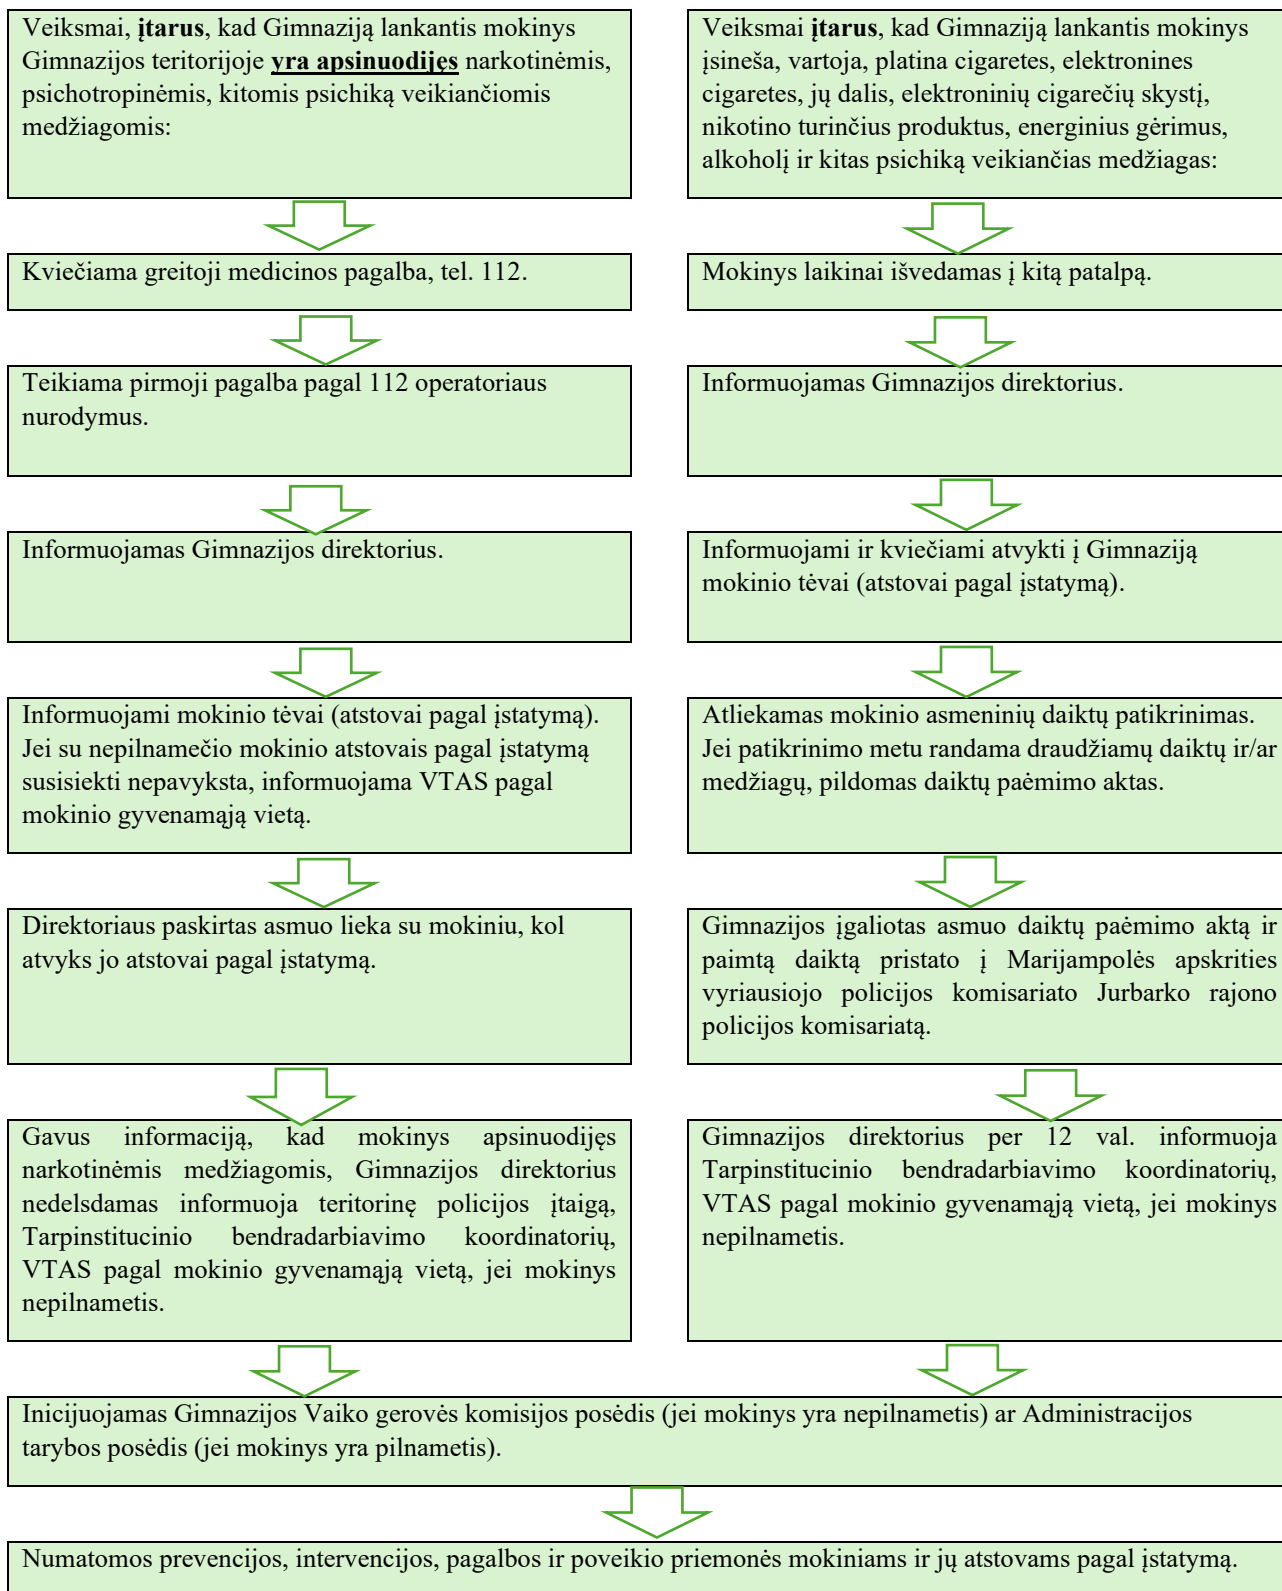 Veiksmai, įtarus, kad Gimnaziją lankantis mokinys
Gimnazijos teritorijoje yra apsinuodijęs narkotinėmis,
psichotropinėmis, kitomis psichiką veikiančiomis
medžiagomis:
Kviečiama greitoji medicinos pagalba, tel. 112.
Teikiama pirmoji pagalba pagal 112 operatoriaus
nurodymus.
Informuojamas Gimnazijos direktorius.
Informuojami mokinio tėvai (atstovai pagal įstatymą).
Jei su nepilnamečio mokinio atstovais pagal įstatymą
susisiekti nepavyksta, informuojama VTAS pagal
mokinio gyvenamąją vietą.
Direktoriaus paskirtas asmuo lieka su mokiniu, kol
atvyks jo atstovai pagal įstatymą.
Gavus informaciją, kad mokinys apsinuodijęs
narkotinėmis medžiagomis, Gimnazijos direktorius
nedelsdamas informuoja teritorinę policijos įtaigą,
Tarpinstitucinio bendradarbiavimo koordinatorių,
VTAS pagal mokinio gyvenamąją vietą, jei mokinys
nepilnametis.
Veiksmai įtarus, kad Gimnaziją lankantis mokinys
įsineša, vartoja, platina cigaretes, elektronines
cigaretes, jų dalis, elektroninių cigarečių skystį,
nikotino turinčius produktus, energinius gėrimus,
alkoholį ir kitas psichiką veikiančias medžiagas:
Mokinys laikinai išvedamas į kitą patalpą.
Informuojamas Gimnazijos direktorius.
Informuojami ir kviečiami atvykti į Gimnaziją
mokinio tėvai (atstovai pagal įstatymą).
Atliekamas mokinio asmeninių daiktų patikrinimas.
Jei patikrinimo metu randama draudžiamų daiktų ir/ar
medžiagų, pildomas daiktų paėmimo aktas.
Gimnazijos įgaliotas asmuo daiktų paėmimo aktą ir
paimtą daiktą pristato į Marijampolės apskrities
vyriausiojo policijos komisariato Jurbarko rajono
policijos komisariatą.
Gimnazijos direktorius per 12 val. informuoja
Tarpinstitucinio bendradarbiavimo koordinatorių,
VTAS pagal mokinio gyvenamąją vietą, jei mokinys
nepilnametis.
Inicijuojamas Gimnazijos Vaiko gerovės komisijos posėdis (jei mokinys yra nepilnametis) ar Administracijos
tarybos posėdis (jei mokinys yra pilnametis).
Numatomos prevencijos, intervencijos, pagalbos ir poveikio priemonės mokiniams ir jų atstovams pagal įstatymą.